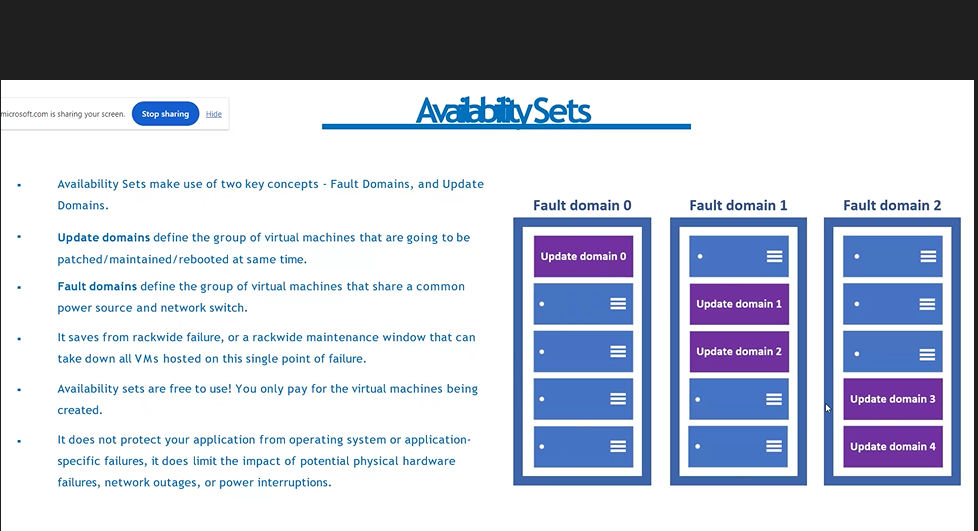 microsoft.com is sharing your screen. Stop sharing Hide
Availability Sets
Availability Sets make use of two key concepts - Fault Domains, and Update
Domains.
Update domains define the group of virtual machines that are going to be
patched/maintained/rebooted at same time.
Fault domains define the group of virtual machines that share a common
power source and network switch.
It saves from rackwide failure, or a rackwide maintenance window that can
take down all VMs hosted on this single point of failure.
Availability sets are free to use! You only pay for the virtual machines being
created.
It does not protect your application from operating system or application-
specific failures, it does limit the impact of potential physical hardware
failures, network outages, or power interruptions.
Fault domain 0
Update domain 0
Fault domain 1
Update domain 1
Update domain 2
Fault domain 2
Update domain 3
Update domain 4